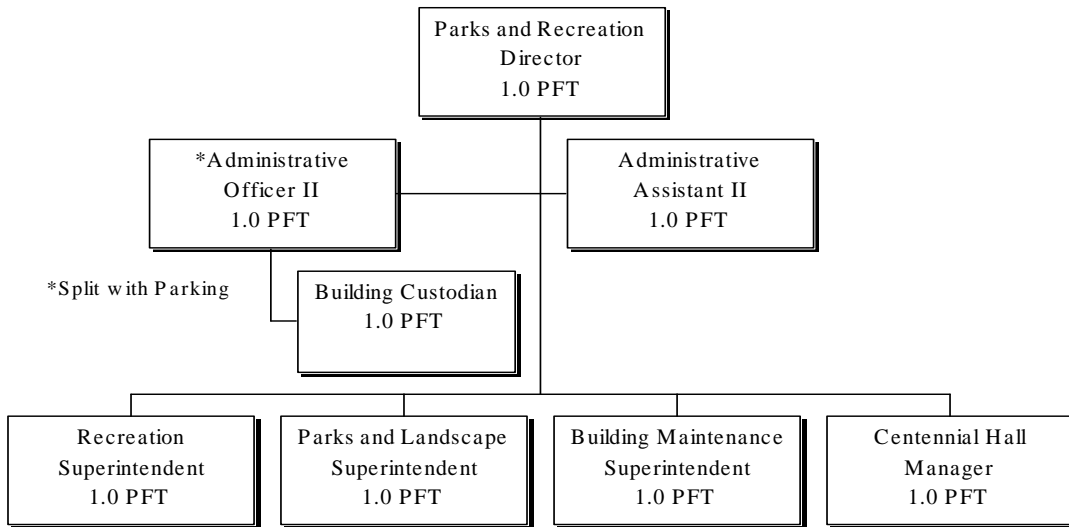 Parks and Recreation
Director
1.0 PFT
*Administrative
Officer II
1.0 PFT
Administrative
Assistant II
1.0 PFT
*Split with Parking
Building Custodian
1.0 PFT
Recreation
Superintendent
1.0 PFT
Parks and Landscape
Superintendent
1.0 PFT
Building Maintenance
Superintendent
1.0 PFT
Centennial Hall
Manager
1.0 PFT